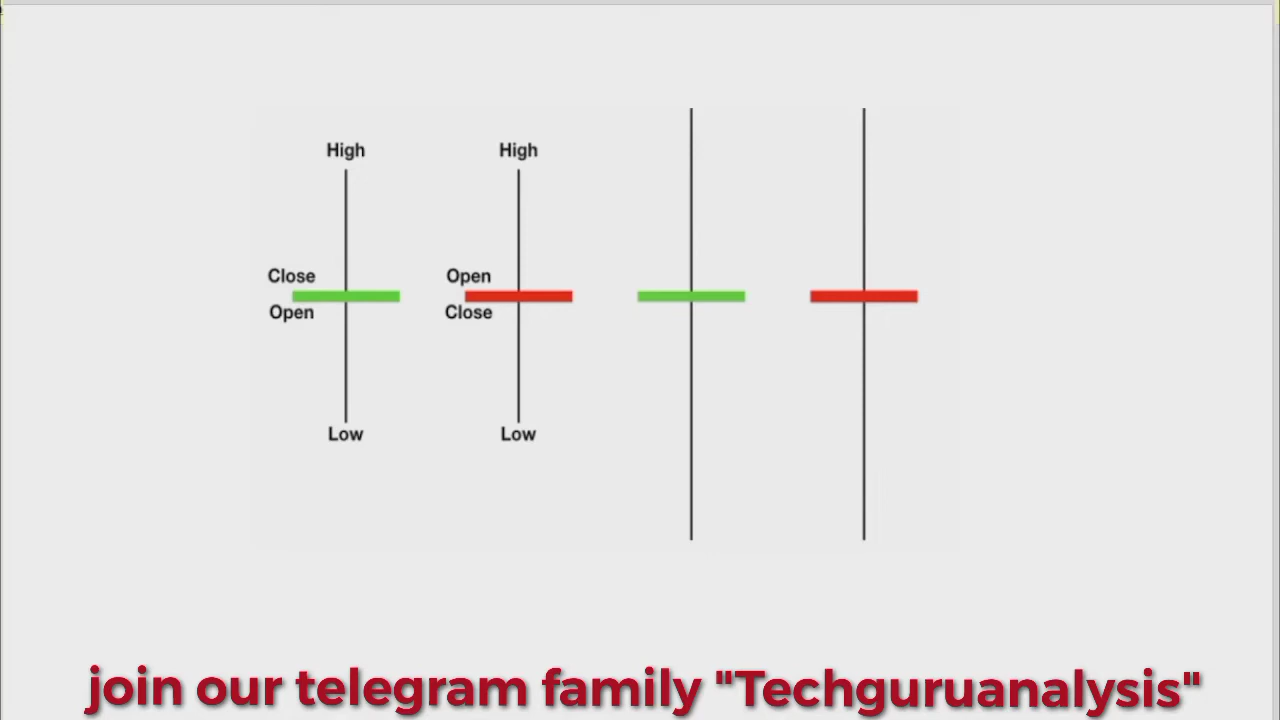 High High
Close Open
Open Close
Low Low
join our telegram family "Techguruanalysis"